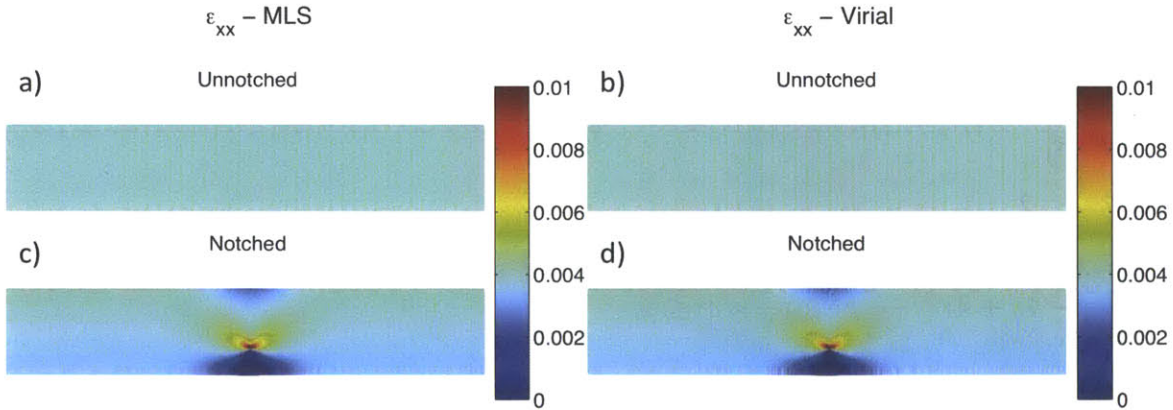 εxx – MLS
εxx – Virial
a)
Unnotched
b)
Unnotched
0.01
0.008
0.006
0.004
0.002
0
0.01
0.008
0.006
0.004
0.002
0
c)
Notched
d)
Notched